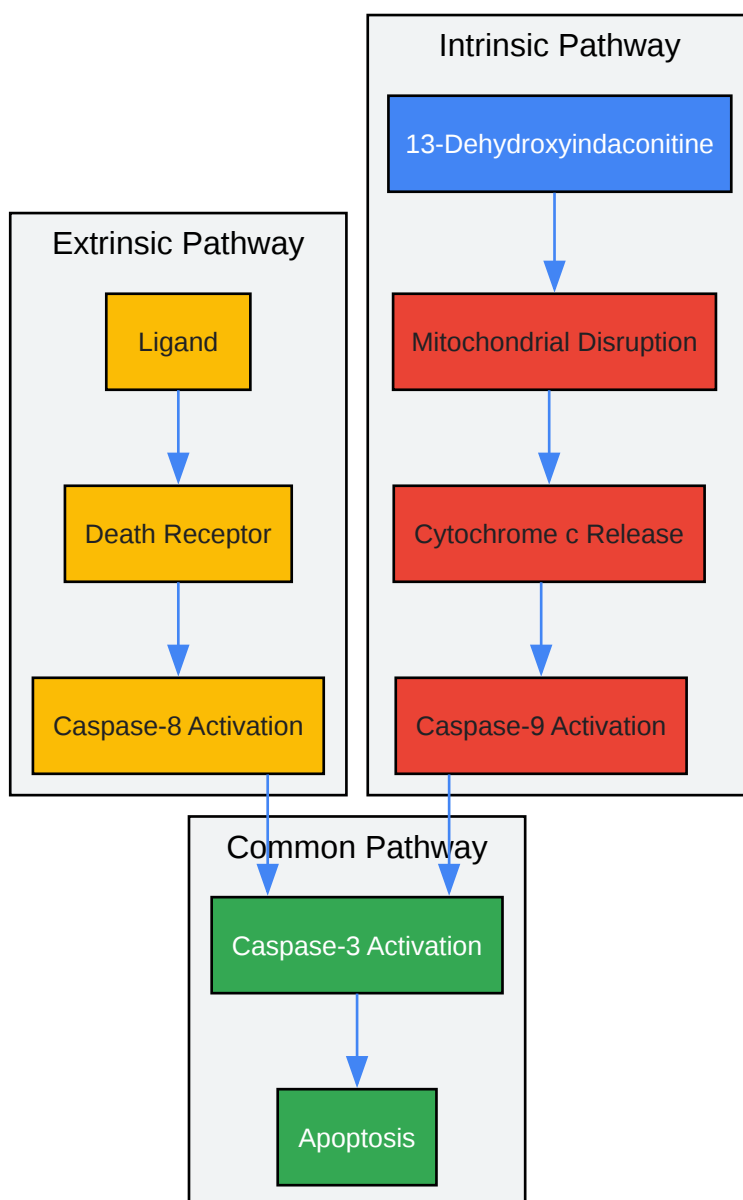 Intrinsic Pathway
13-Dehydroxyindaconitine
Extrinsic Pathway
Ligand
Mitochondrial Disruption
Death Receptor
Cytochrome c Release
Caspase-8 Activation
Caspase-9 Activation
Common Pathway
Caspase-3 Activation
Apoptosis